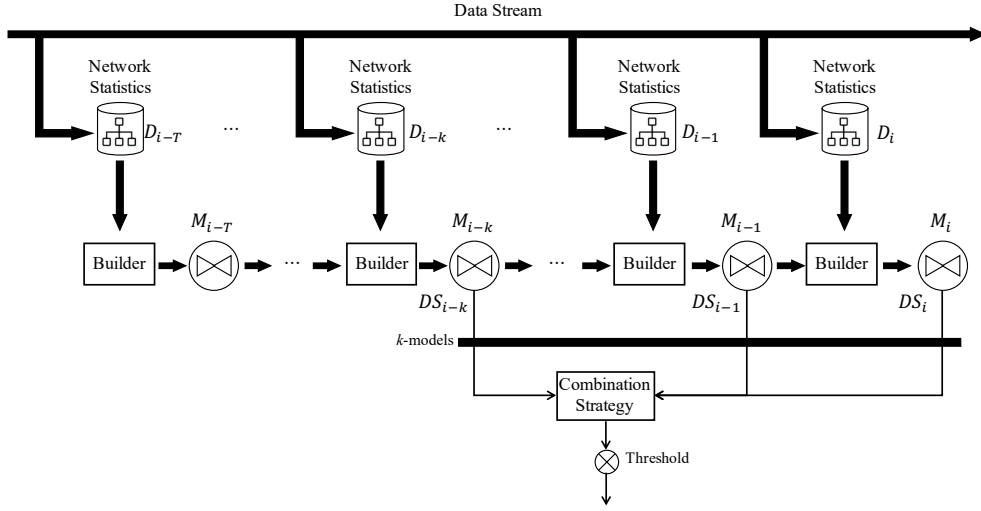 Data Stream
Network
Statistics
Network
Statistics
Network
Statistics
Network
Statistics
D_{i-T}
...
D_{i-k}
...
D_{i-1}
D_i
M_{i-T}
M_{i-k}
M_{i-1}
M_i
Builder
...
Builder
...
Builder
Builder
DS_{i-k}
DS_{i-1}
DS_i
k-models
Combination
Strategy
Threshold